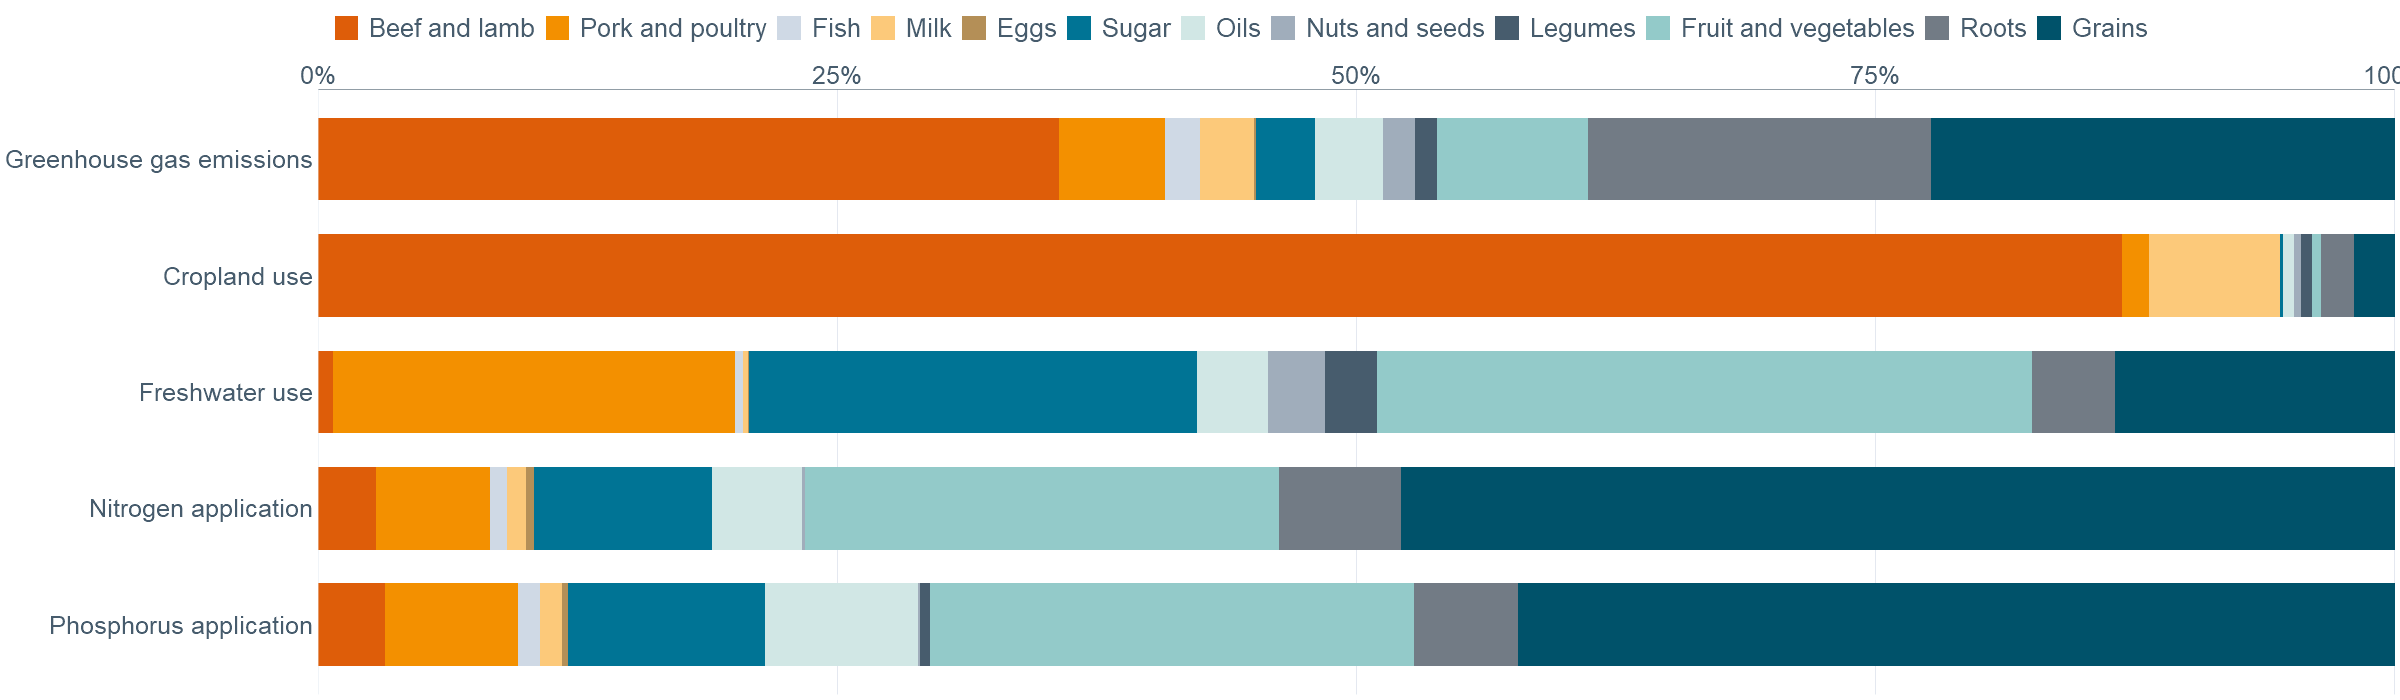 Beef and lamb Pork and poultry Fish Milk Eggs Sugar Oils Nuts and seeds Legumes Fruit and vegetables Roots Grains
0% 25% 50% 75% 100
Greenhouse gas emissions
Cropland use
Freshwater use
Nitrogen application
Phosphorus application